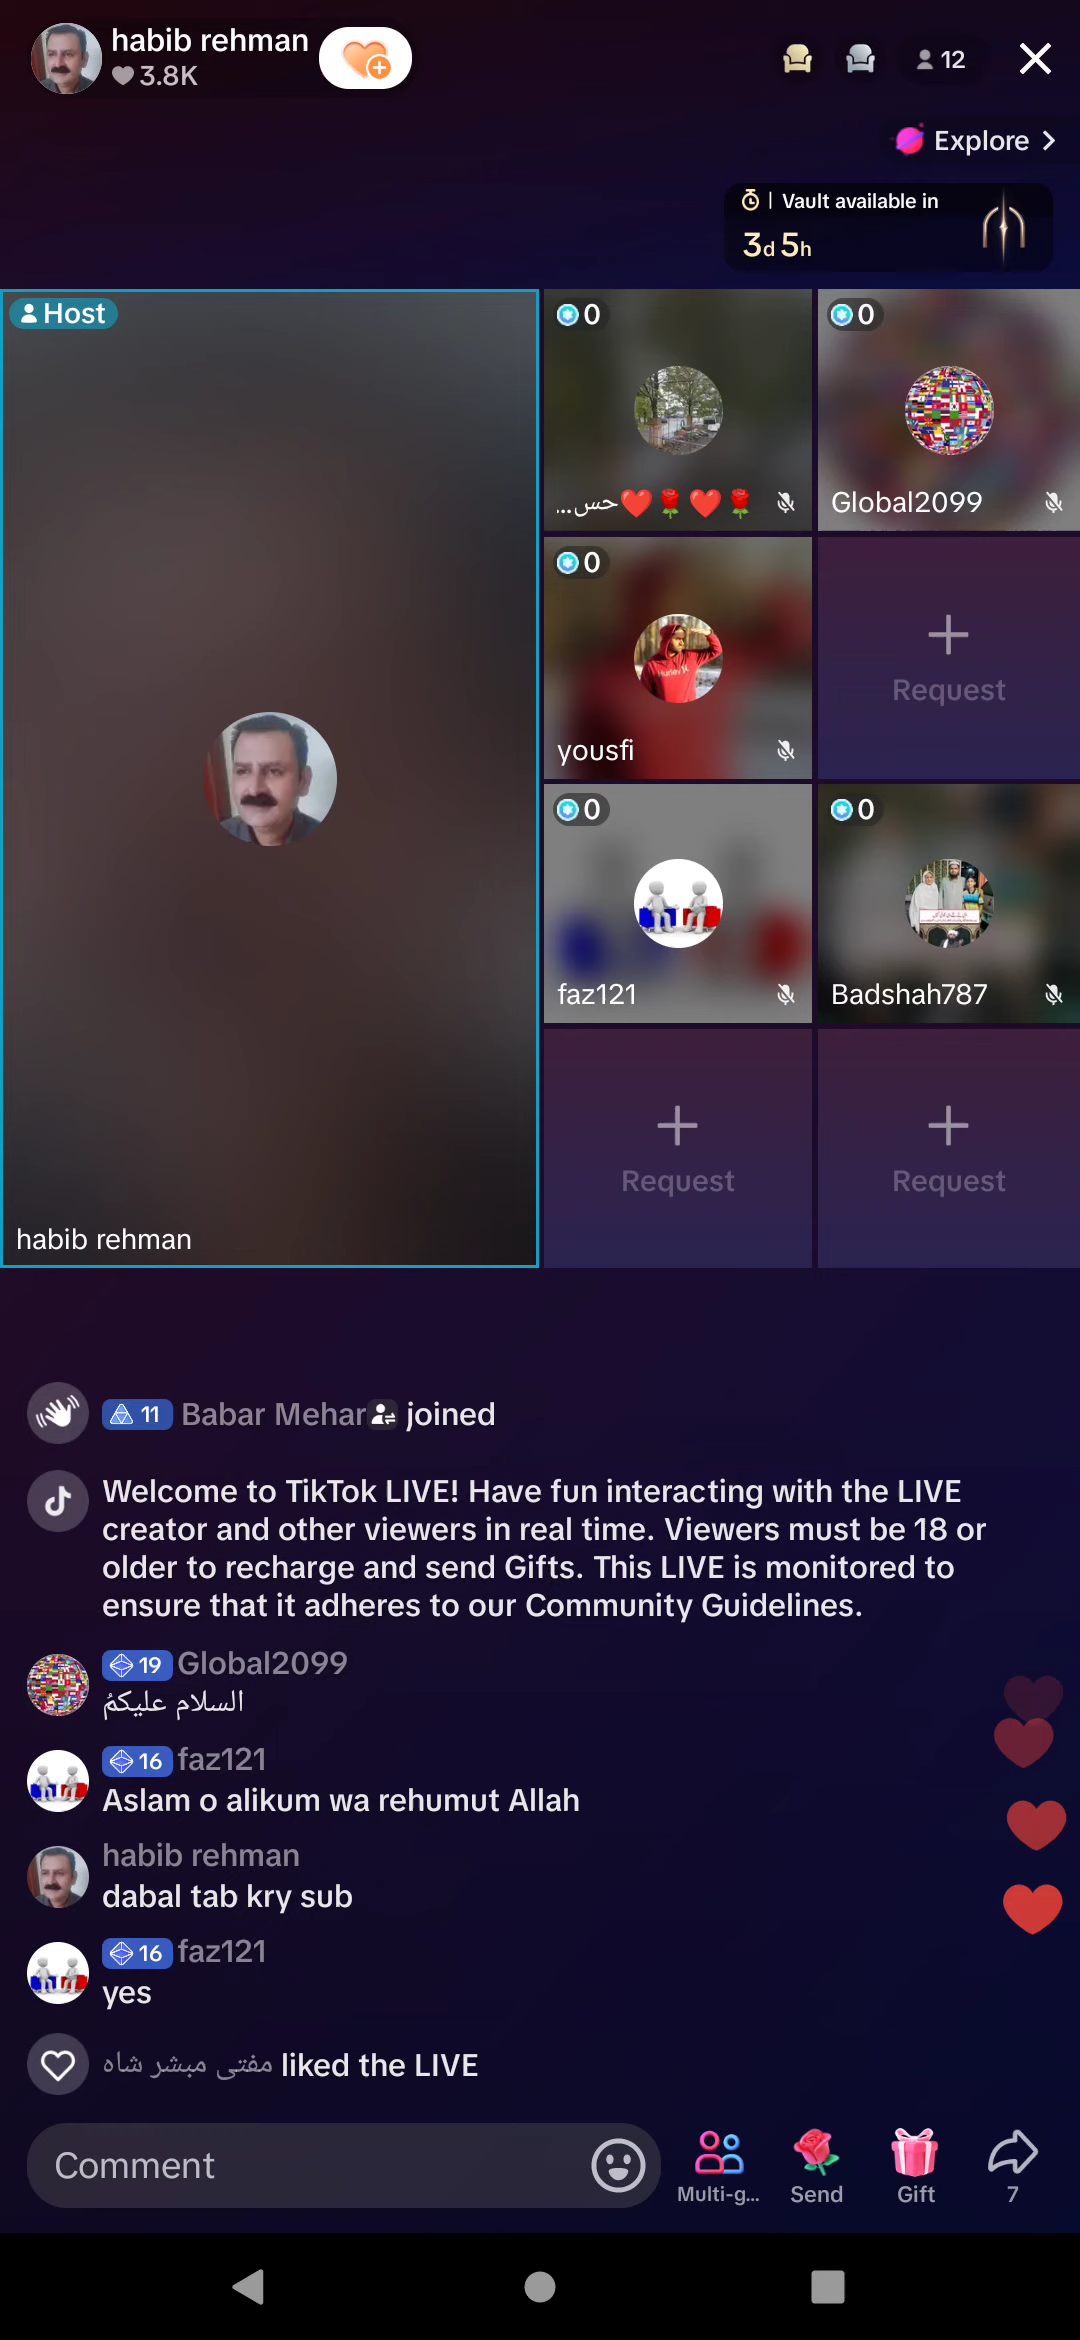 habib rehman
3.8K
12
Explore
Vault available in
3d 5h
Host
0
حس...
0
Global2099
0
yousfi
Request
0
faz121
0
Badshah787
Request
Request
habib rehman
11 Babar Mehar joined
Welcome to TikTok LIVE! Have fun interacting with the LIVE
creator and other viewers in real time. Viewers must be 18 or
older to recharge and send Gifts. This LIVE is monitored to
ensure that it adheres to our Community Guidelines.
19 Global2099
السلام علیکمُ
16 faz121
Aslam o alikum wa rehumut Allah
habib rehman
dabal tab kry sub
16 faz121
yes
مفتی مبشر شاہ liked the LIVE
Comment
Multi-g...
Send
Gift
7